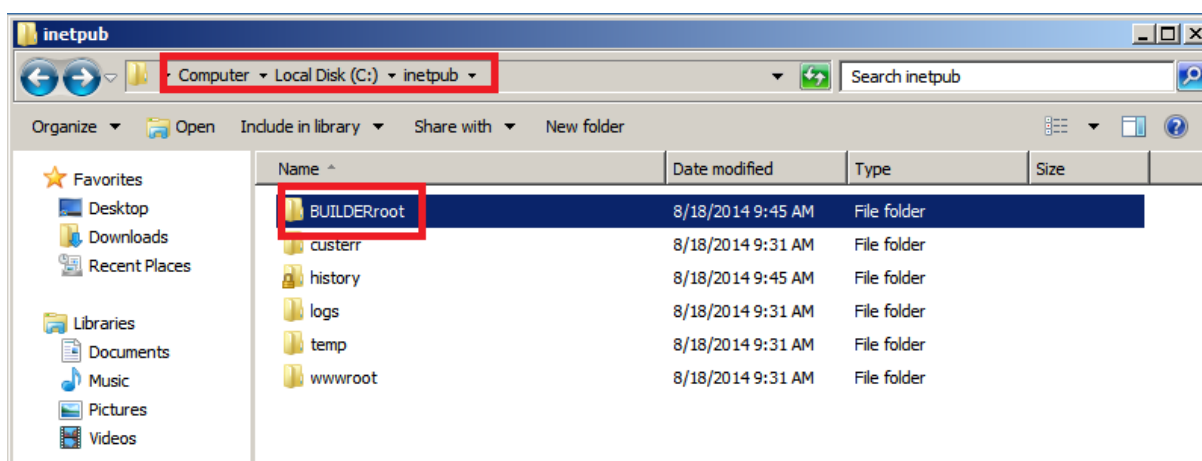 inetpub
Computer Local Disk (C:) inetpub Search inetpub
Organize Open Include in library Share with New folder
Favorites
Desktop
Downloads
Recent Places
Libraries
Documents
Music
Pictures
Videos
Name Date modified Type Size
BUILDERroot 8/18/2014 9:45 AM File folder
custerr 8/18/2014 9:31 AM File folder
history 8/18/2014 9:45 AM File folder
logs 8/18/2014 9:31 AM File folder
temp 8/18/2014 9:31 AM File folder
wwwroot 8/18/2014 9:31 AM File folder